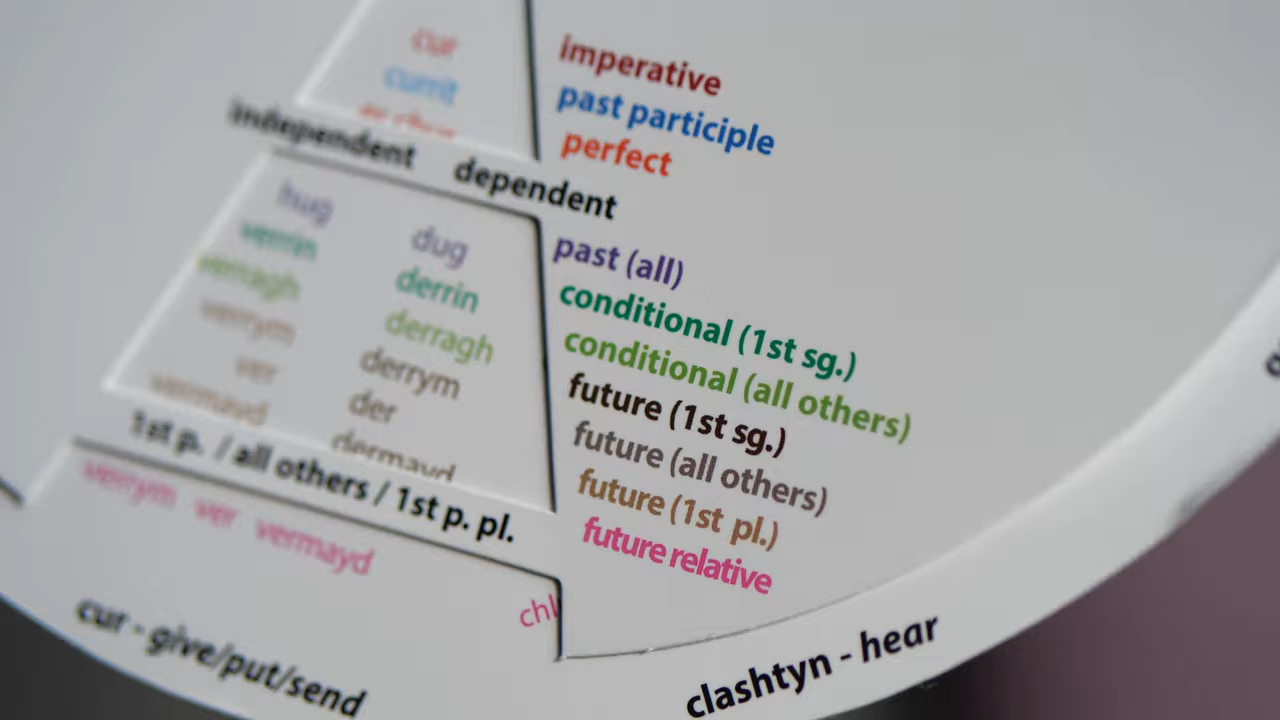 cur
currit
imperative
past participle
perfect
independent dependent
hug dug
verrin derrin
verragh derragh
verrym derrym
ver der
vermayd dermayd
past (all)
conditional (1st sg.)
conditional (all others)
future (1st sg.)
future (all others)
future (1st pl.)
future relative
1st p. / all others / 1st p. pl.
verrym ver vermayd
chl
cur - give/put/send
clashtyn - hear